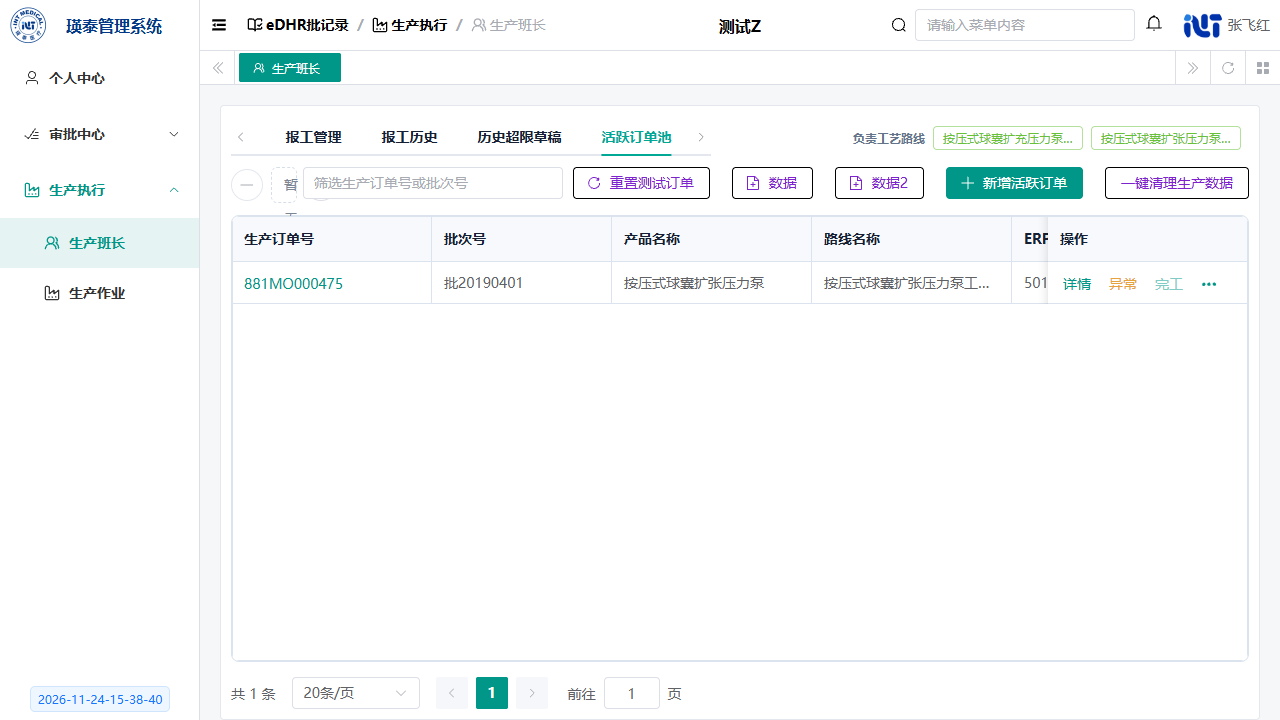 瑛泰管理系统
eDHR批记录 / 生产执行 / 生产班长
测试Z
请输入菜单内容
张飞红
个人中心
审批中心
生产执行
生产班长
生产作业
2026-11-24-15-38-40
生产班长
报工管理
报工历史
历史超限草稿
活跃订单池
负责工艺路线
按压式球囊扩充压力泵...
按压式球囊扩张压力泵...
暂
筛选生产订单号或批次号
重置测试订单
数据
数据2
新增活跃订单
一键清理生产数据
生产订单号 批次号 产品名称 路线名称 ERP 操作
881MO000475 批20190401 按压式球囊扩张压力泵 按压式球囊扩张压力泵工... 501 详情 异常 完工
共 1 条
20条/页
1
前往 1 页